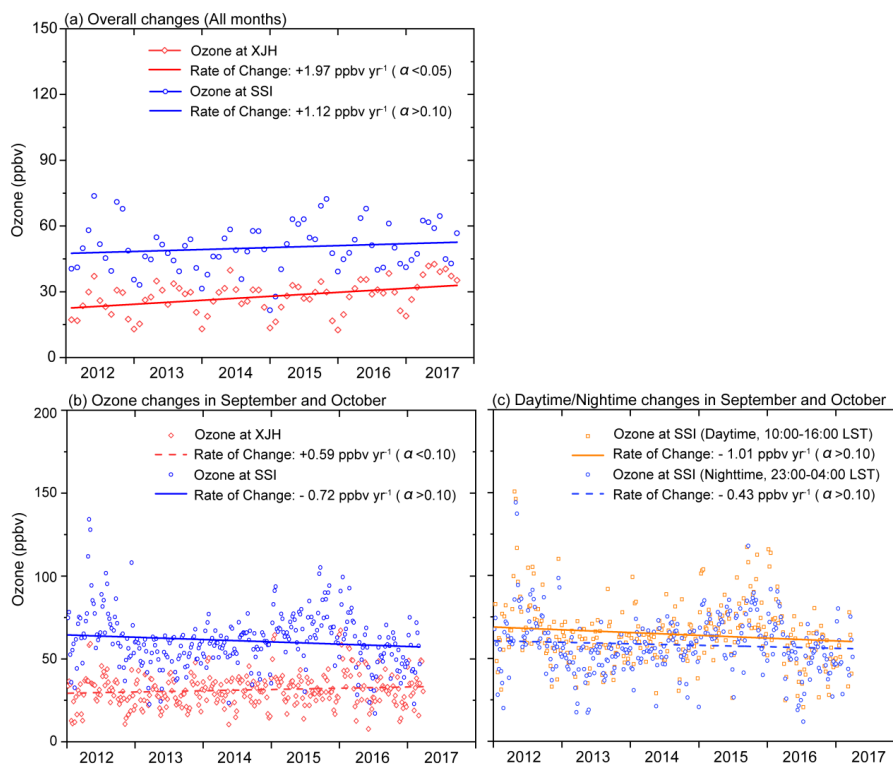 (a) Overall changes (All months)
150
120
90
60
30
0
Ozone (ppbv)
Ozone at XJH
Rate of Change: +1.97 ppbv yr⁻¹ ( α<0.05)
Ozone at SSI
Rate of Change: +1.12 ppbv yr⁻¹ ( α>0.10)
2012 2013 2014 2015 2016 2017
(b) Ozone changes in September and October
200
150
100
50
0
Ozone (ppbv)
Ozone at XJH
Rate of Change: +0.59 ppbv yr⁻¹ ( α<0.10)
Ozone at SSI
Rate of Change: - 0.72 ppbv yr⁻¹ ( α>0.10)
2012 2013 2014 2015 2016 2017
(c) Daytime/Nightime changes in September and October
Ozone at SSI (Daytime, 10:00-16:00 LST)
Rate of Change: - 1.01 ppbv yr⁻¹ ( α>0.10)
Ozone at SSI (Nighttime, 23:00-04:00 LST)
Rate of Change: - 0.43 ppbv yr⁻¹ ( α>0.10)
2012 2013 2014 2015 2016 2017